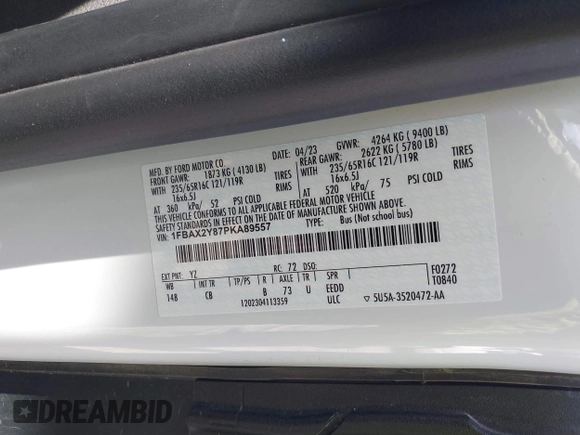 MFD. BY FORD MOTOR CO. 04/23 GVWR: 4264 KG ( 9400 LB)
FRONT GAWR: 1873 KG ( 4130 LB) REAR GAWR: 2622 KG ( 5780 LB)
235/65R16C 121/119R TIRES 235/65R16C 121/119R TIRES
16x6.5J RIMS 16x6.5J RIMS
AT 360 kPa/ 52 PSI COLD AT 520 kPa/ 75 PSI COLD
THIS VEHICLE CONFORMS TO ALL APPLICABLE FEDERAL MOTOR VEHICLE
SAFETY STANDARDS IN EFFECT ON THE DATE OF MANUFACTURE SHOWN ABOVE.
VIN: 1FBAX2Y87PKA89557 TYPE: Bus (Not school bus)
EXT PNT: YZ RC: 72 DSO: F0272
WB INT TR TP/PS R AXLE TR SPR T0840
148 CB B 73 U EEDD
1202304113359 ULC ▽ 5U5A-3520472-AA
DREAMBID